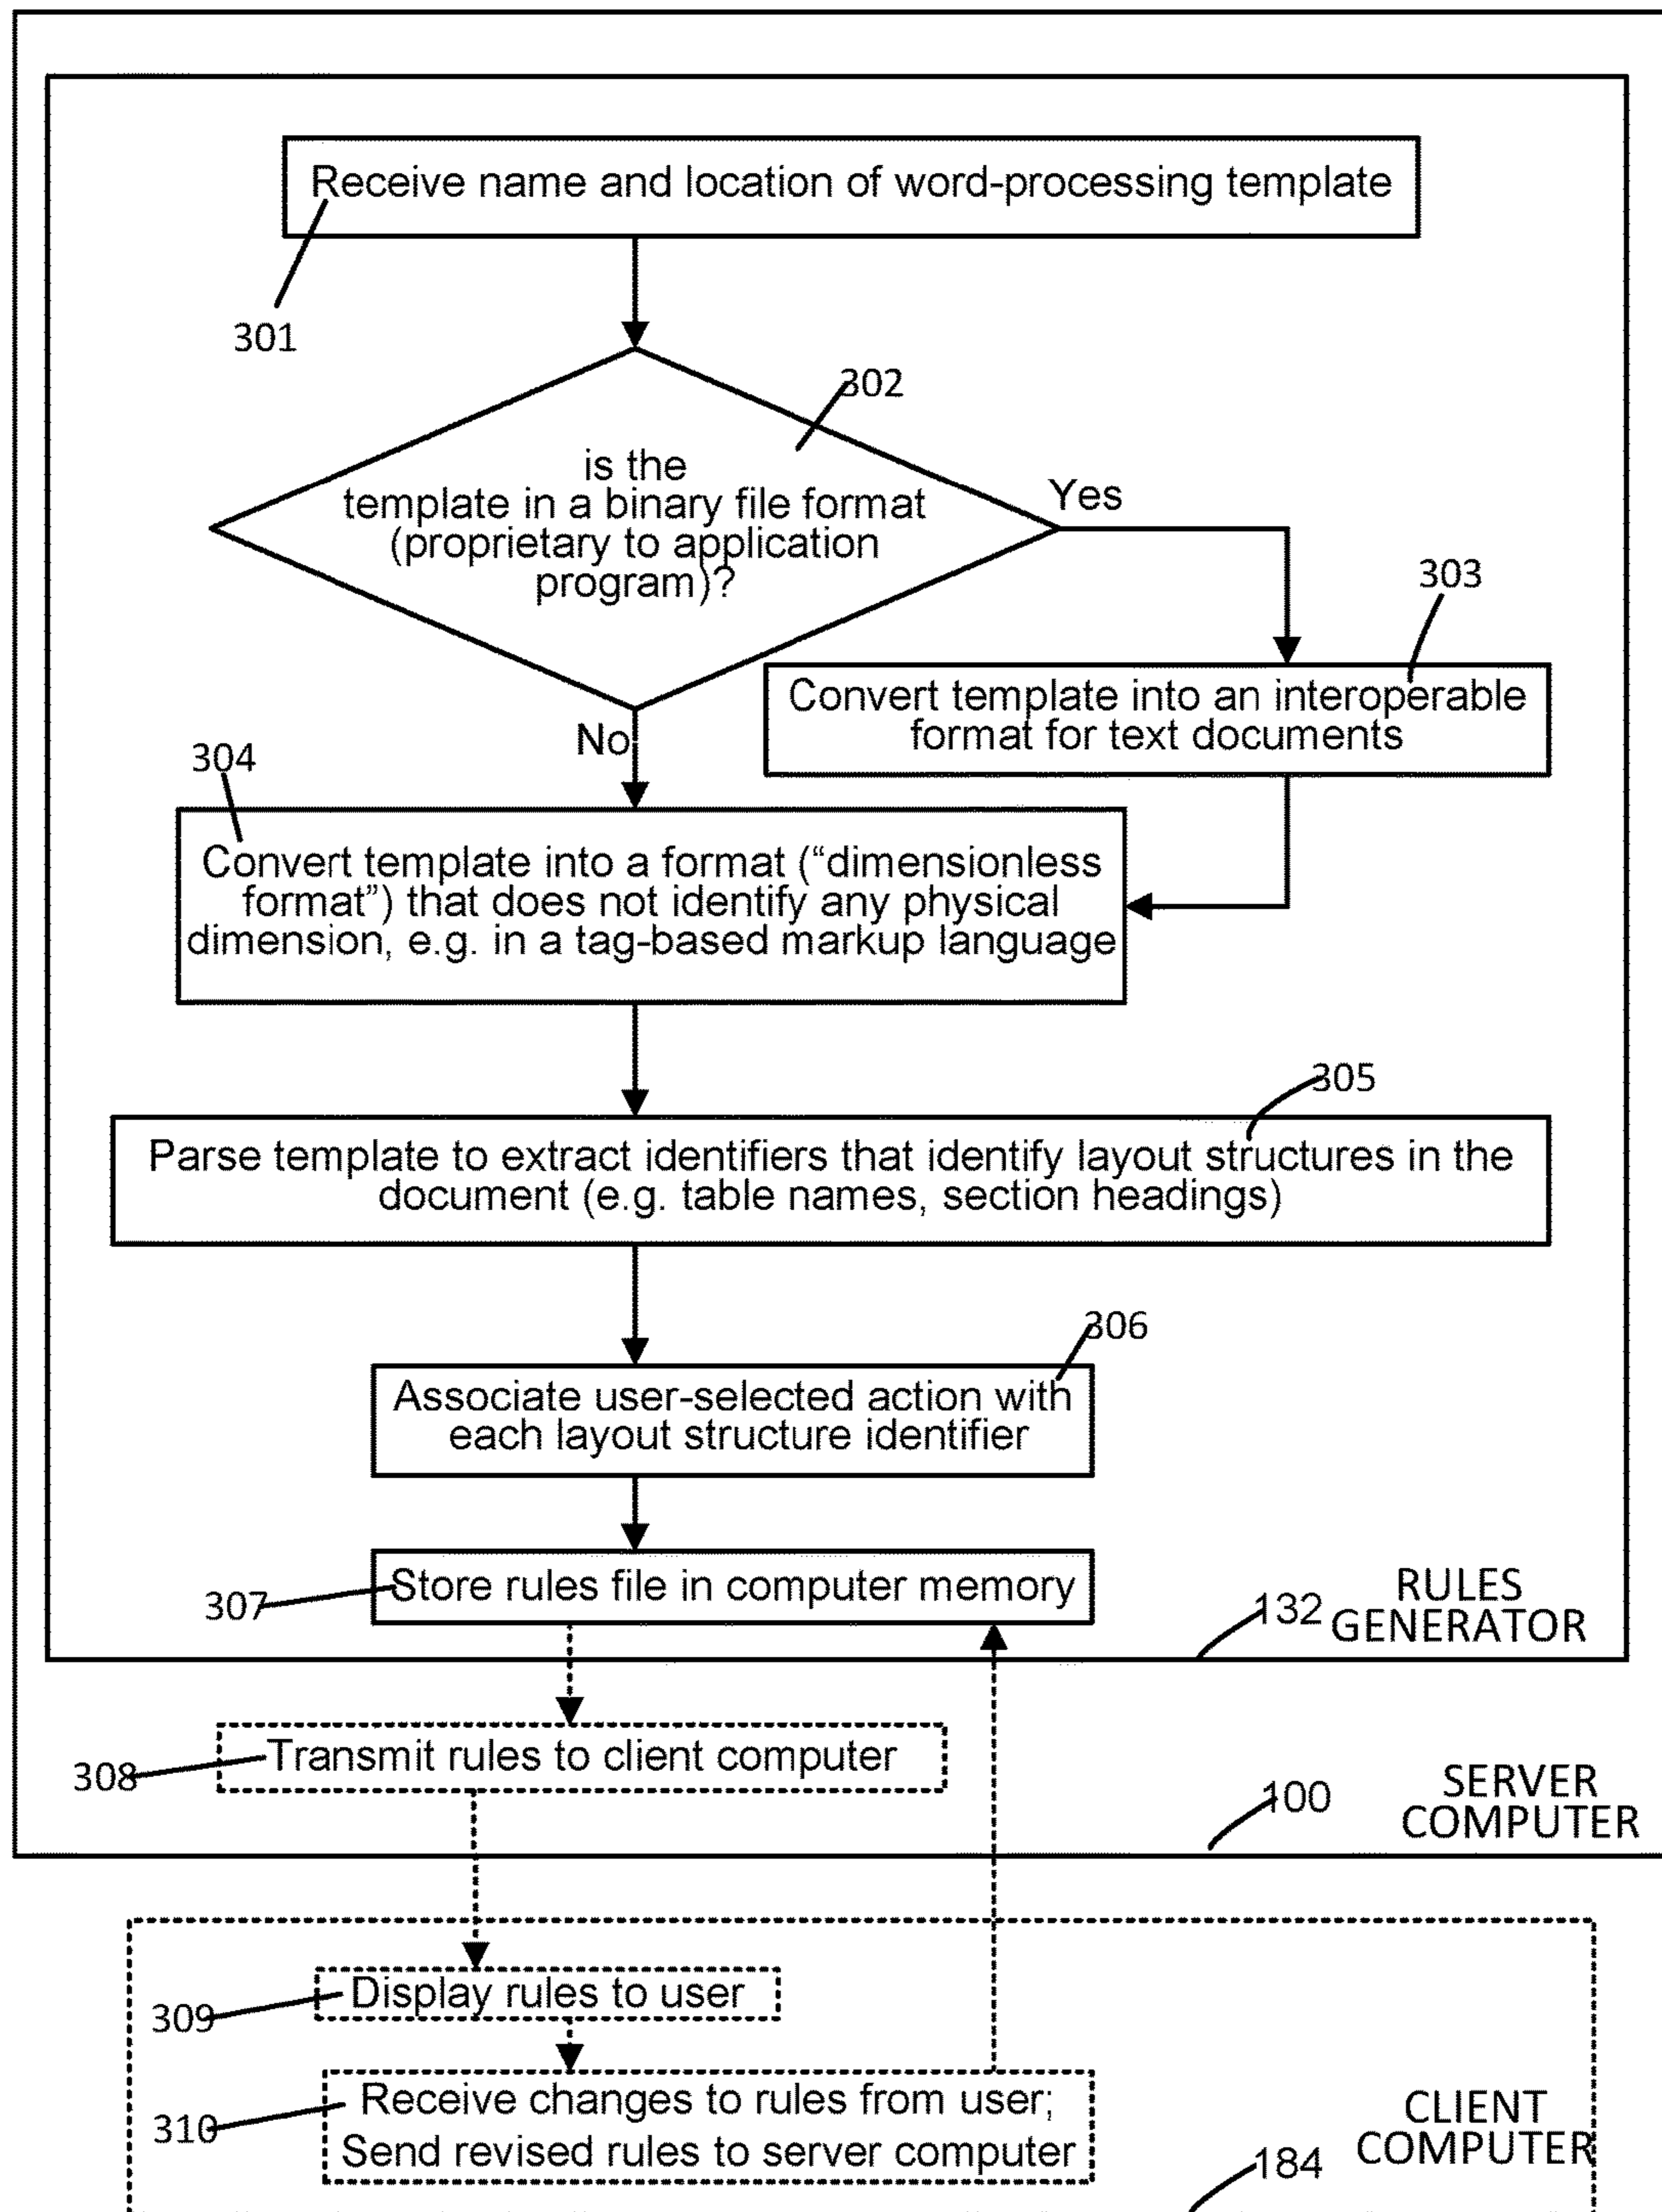 Receive name and location of word-processing template
301
302
is the
template in a binary file format
(proprietary to application
program)?
Yes
303
Convert template into an interoperable
format for text documents
No
304
Convert template into a format (“dimensionless
format”) that does not identify any physical
dimension, e.g. in a tag-based markup language
305
Parse template to extract identifiers that identify layout structures in the
document (e.g. table names, section headings)
306
Associate user-selected action with
each layout structure identifier
Store rules file in computer memory
307
132
RULES
GENERATOR
Transmit rules to client computer
308
100
SERVER
COMPUTER
Display rules to user
309
Receive changes to rules from user;
Send revised rules to server computer
310
184
CLIENT
COMPUTER